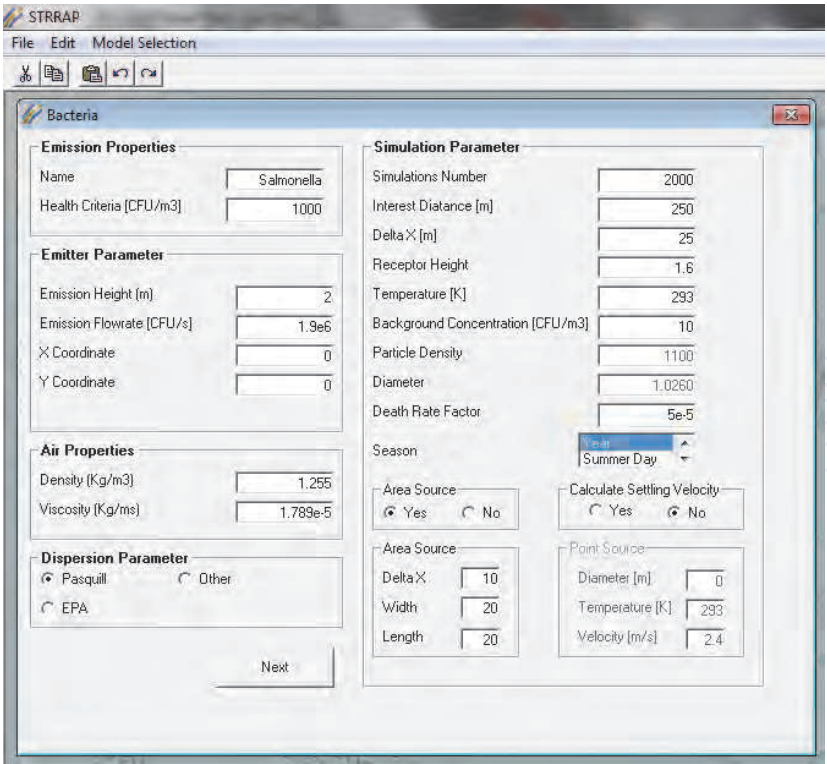 STRRAP
File Edit Model Selection
Bacteria
Emission Properties
Name Salmonella
Health Criteria [CFU/m3] 1000
Emitter Parameter
Emission Height (m) 2
Emission Flowrate [CFU/s] 1.9e6
X Coordinate 0
Y Coordinate 0
Air Properties
Density (Kg/m3) 1.255
Viscosity (Kg/ms) 1.789e-5
Dispersion Parameter
Pasquill Other
EPA
Next
Simulation Parameter
Simulations Number 2000
Interest Diatance [m] 250
Delta X [m] 25
Receptor Height 1.6
Temperature [K] 293
Background Concentration [CFU/m3] 10
Particle Density 1100
Diameter 1.0260
Death Rate Factor 5e-5
Season Year
Summer Day
Area Source
Yes No
Calculate Settling Velocity
Yes No
Area Source
Delta X 10
Width 20
Length 20
Point Source
Diameter [m] 0
Temperature [K] 293
Velocity [m/s] 2.4